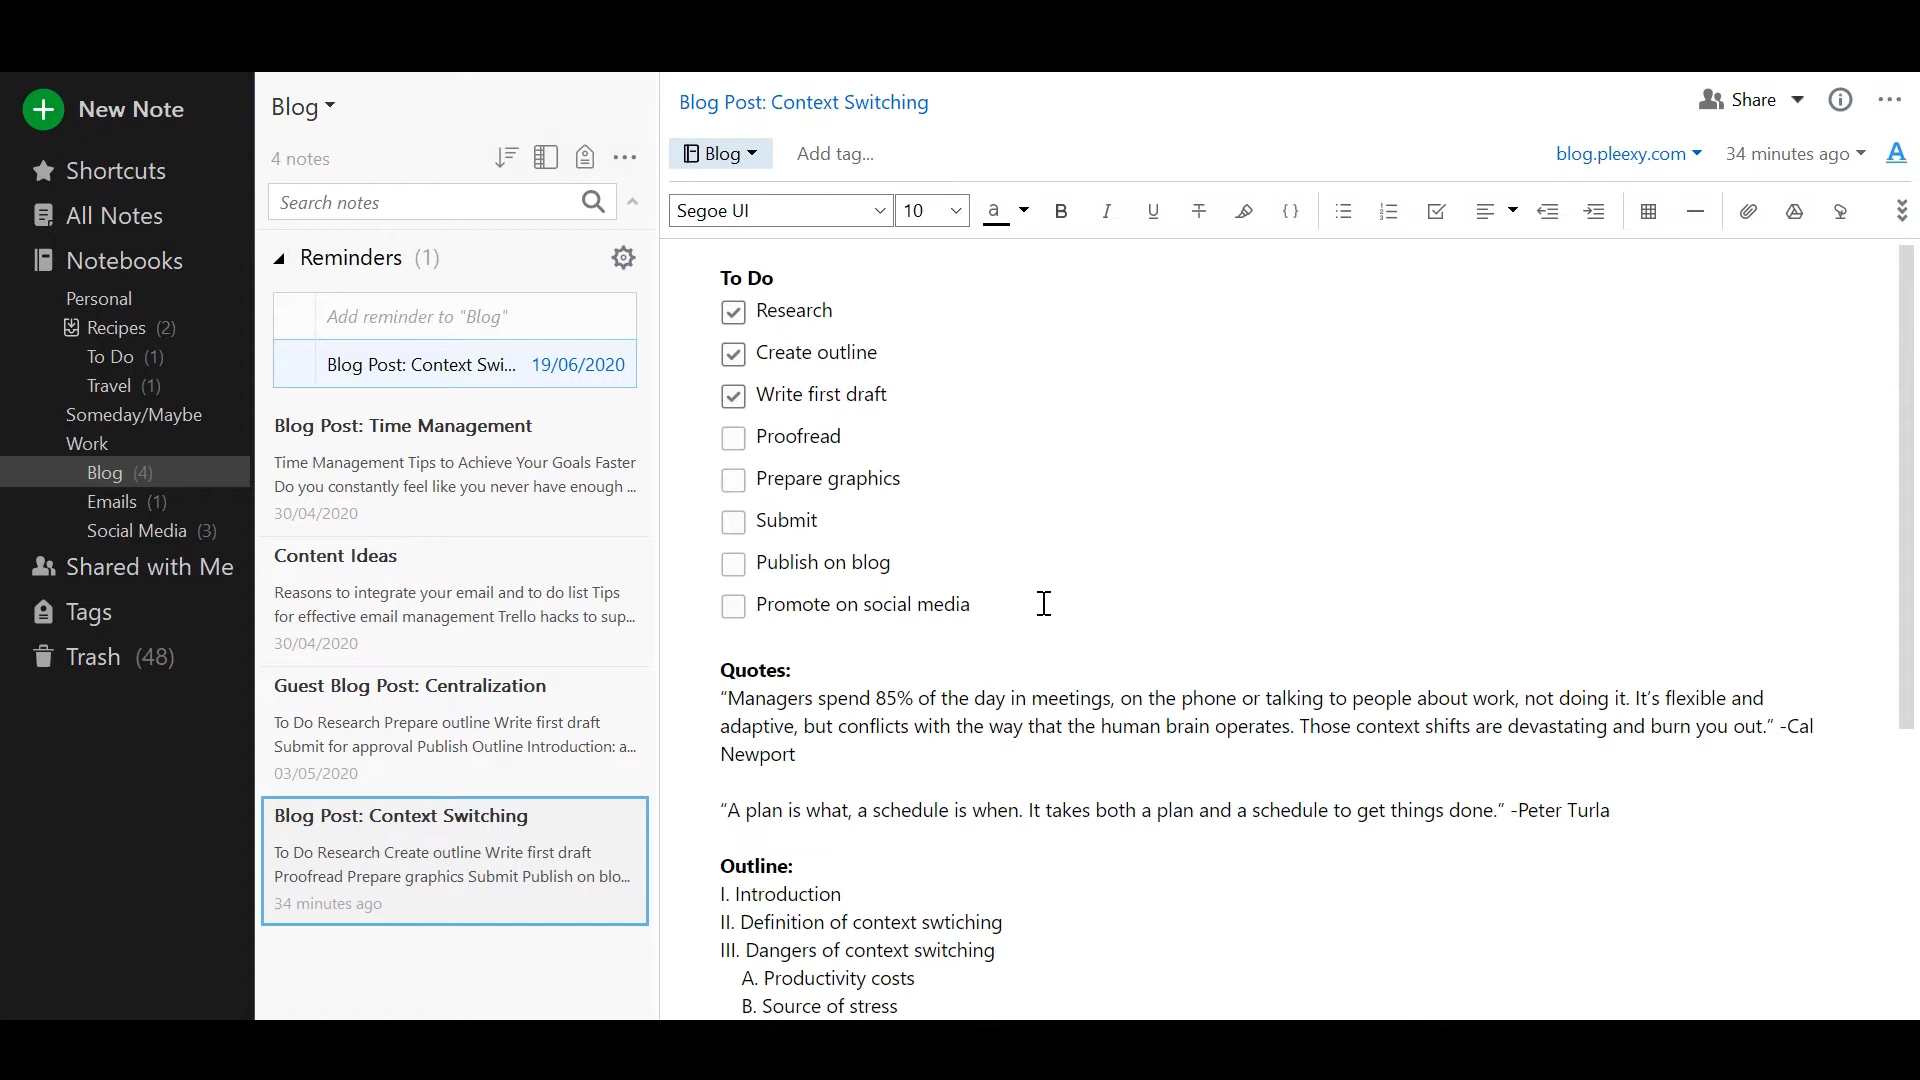 New Note
Shortcuts
All Notes
Notebooks
Personal
Recipes (2)
To Do (1)
Travel (1)
Someday/Maybe
Work
Blog (4)
Emails (1)
Social Media (3)
Shared with Me
Tags
Trash (48)
Blog
4 notes
Search notes
Reminders (1)
Add reminder to "Blog"
Blog Post: Context Swi... 19/06/2020
Blog Post: Time Management
Time Management Tips to Achieve Your Goals Faster
Do you constantly feel like you never have enough ...
30/04/2020
Content Ideas
Reasons to integrate your email and to do list Tips
for effective email management Trello hacks to sup...
30/04/2020
Guest Blog Post: Centralization
To Do Research Prepare outline Write first draft
Submit for approval Publish Outline Introduction: a...
03/05/2020
Blog Post: Context Switching
To Do Research Create outline Write first draft
Proofread Prepare graphics Submit Publish on blo...
34 minutes ago
Blog Post: Context Switching
Share
Blog Add tag... blog.pleexy.com 34 minutes ago A
Segoe UI 10 a B I U T { }
To Do
Research
Create outline
Write first draft
Proofread
Prepare graphics
Submit
Publish on blog
Promote on social media
Quotes:
“Managers spend 85% of the day in meetings, on the phone or talking to people about work, not doing it. It’s flexible and
adaptive, but conflicts with the way that the human brain operates. Those context shifts are devastating and burn you out.” -Cal
Newport
“A plan is what, a schedule is when. It takes both a plan and a schedule to get things done.” -Peter Turla
Outline:
I. Introduction
II. Definition of context swtiching
III. Dangers of context switching
A. Productivity costs
B. Source of stress